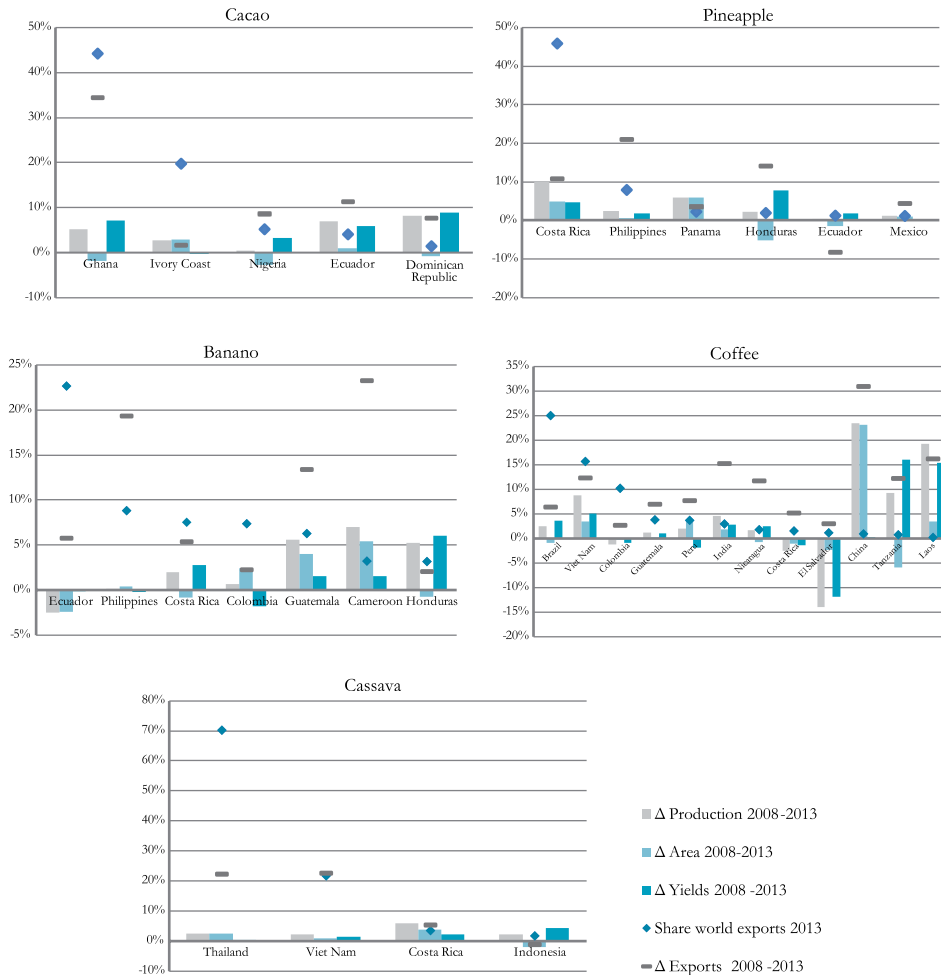 Cacao
50%
40%
30%
20%
10%
0%
-10%
Ghana
Ivory Coast
Nigeria
Ecuador
Dominican
Republic
Pineapple
50%
40%
30%
20%
10%
0%
-10%
-20%
Costa Rica
Philippines
Panama
Honduras
Ecuador
Mexico
Banano
25%
20%
15%
10%
5%
0%
-5%
Ecuador
Philippines
Costa Rica
Colombia
Guatemala
Cameroon
Honduras
Coffee
35%
30%
25%
20%
15%
10%
5%
0%
-5%
-10%
-15%
-20%
Brazil
Viet Nam
Colombia
Guatemala
Peru
India
Nicaragua
Costa Rica
El Salvador
China
Tanzania
Laos
Cassava
80%
70%
60%
50%
40%
30%
20%
10%
0%
-10%
Thailand
Viet Nam
Costa Rica
Indonesia
Δ Production 2008-2013
Δ Area 2008-2013
Δ Yields 2008 -2013
Share world exports 2013
Δ Exports 2008 -2013